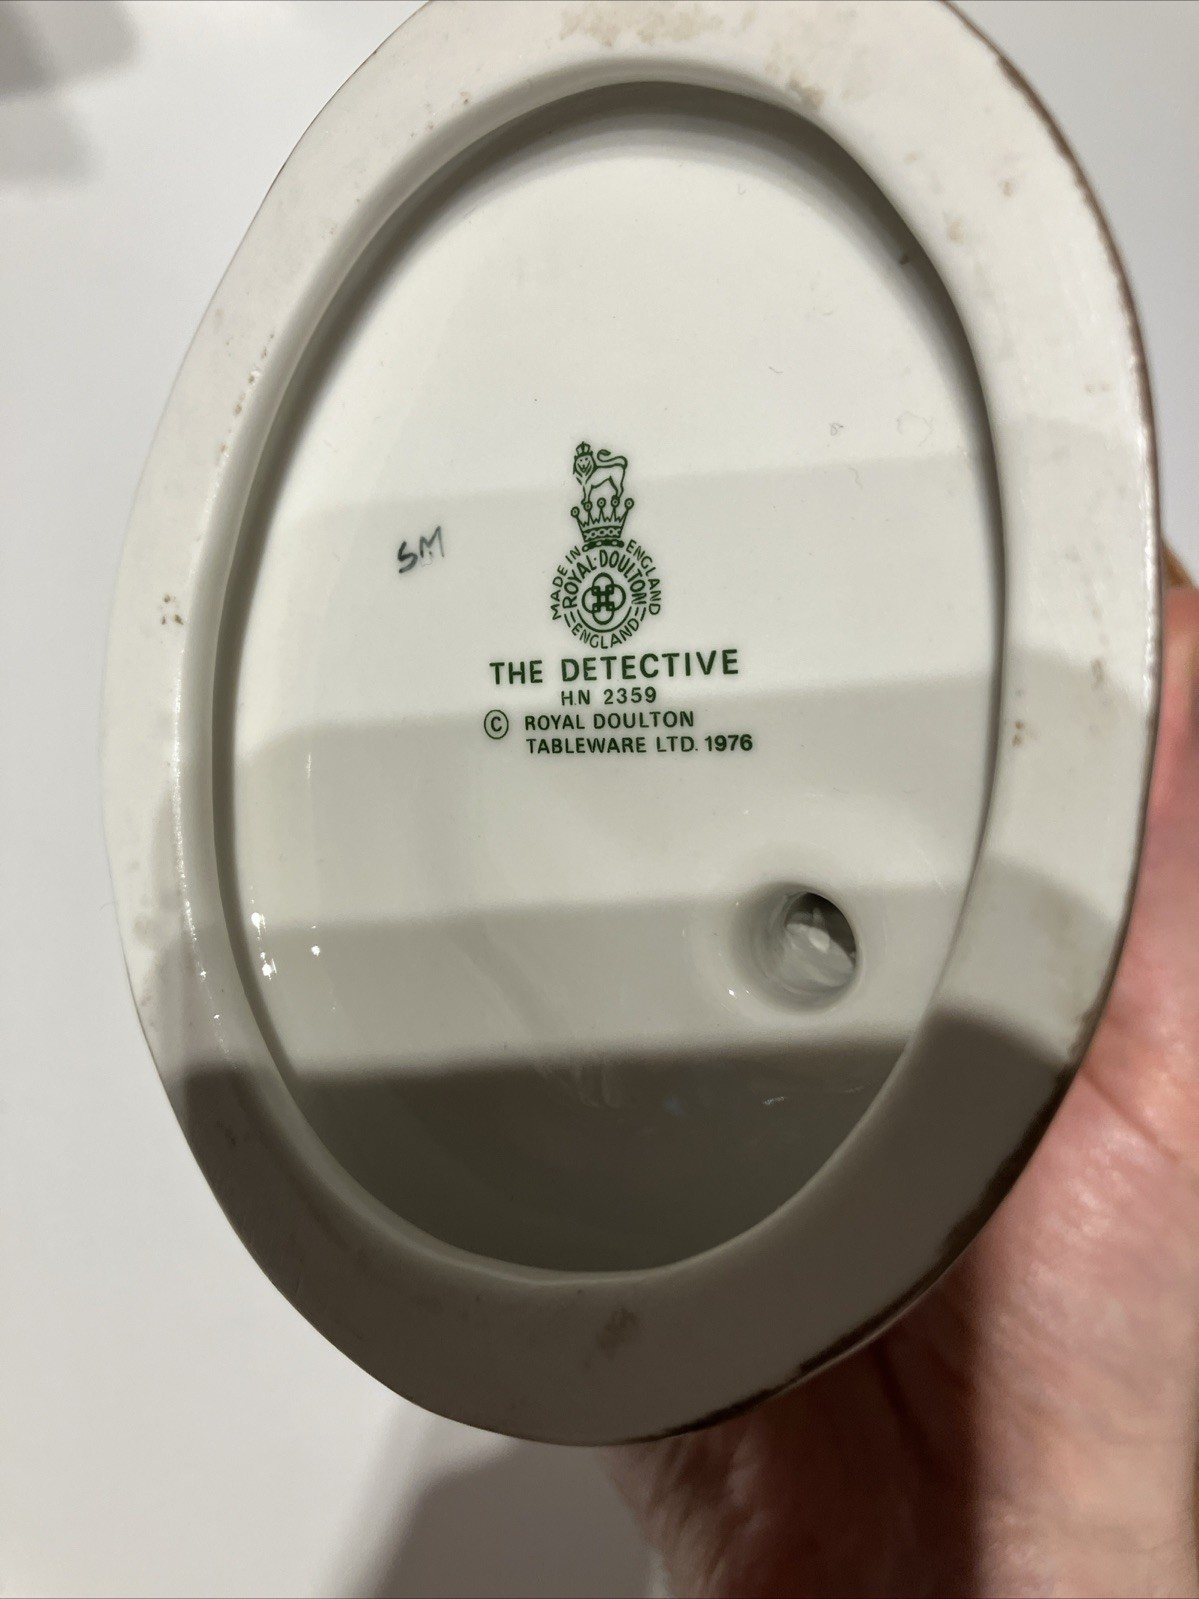 MADE IN ENGLAND
ROYAL·DOULTON
ENGLAND
SM
THE DETECTIVE
H.N 2359
© ROYAL DOULTON
TABLEWARE LTD. 1976